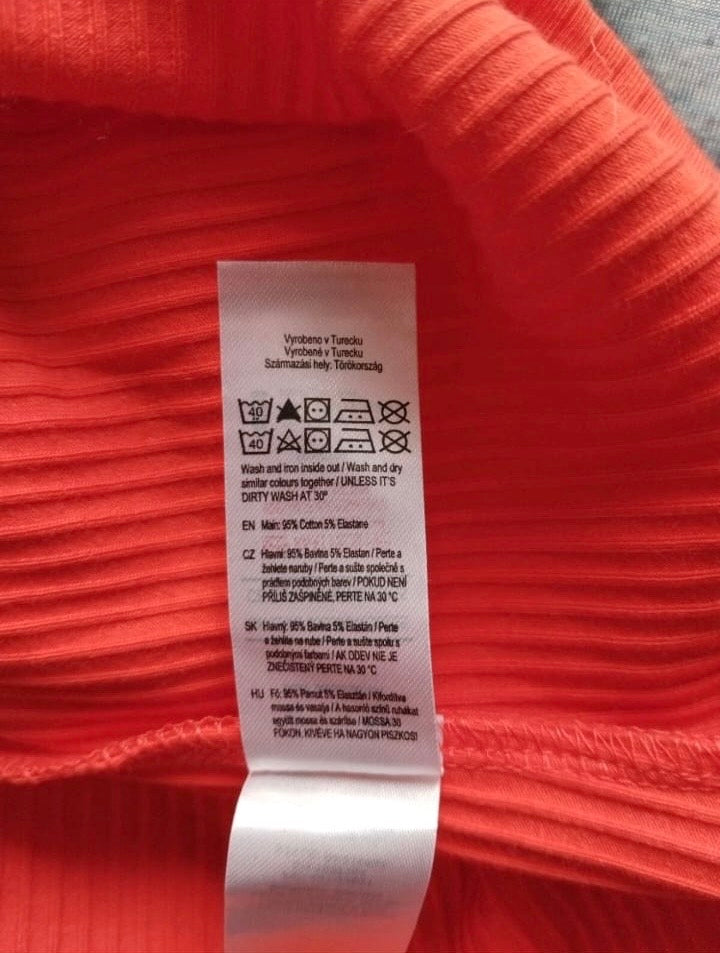 Vyrobeno v Turecku
Vyrobené v Turecku
Származási hely: Törökország
40
40
Wash and iron inside out / Wash and dry
similar colours together / UNLESS IT'S
DIRTY WASH AT 30°
EN Main: 95% Cotton 5% Elastane
CZ Hlavní: 95% Bavlna 5% Elastan / Perte a
žehlete naruby / Perte a sušte společně s
prádlem podobných barev / POKUD NENÍ
PŘÍLIŠ ZAŠPINĚNÉ, PERTE NA 30 °C
SK Hlavný: 95% Bavlna 5% Elastán / Perte
a žehlite na rube / Perte a sušte spolu s
podobnými farbami / AK ODEV NIE JE
ZNEČISTENÝ PERTE NA 30 °C
HU Fő: 95% Pamut 5% Elasztán / Kifordítva
mossa és vasalja / A hasonló színű ruhákat
együtt mossa és szárítsa / MOSSA 30
FOKON, KIVÉVE HA NAGYON PISZKOS!